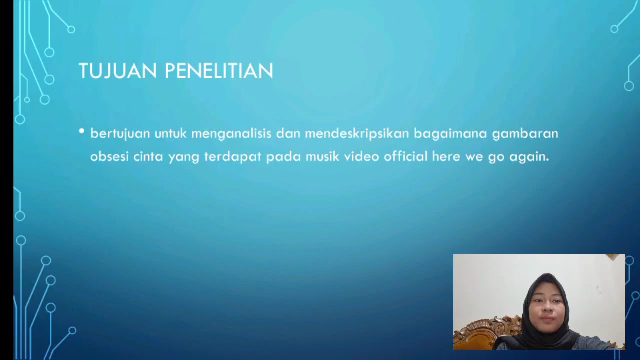 TUJUAN PENELITIAN
• bertujuan untuk menganalisis dan mendeskripsikan bagaimana gambaran
obsesi cinta yang terdapat pada musik video official here we go again.